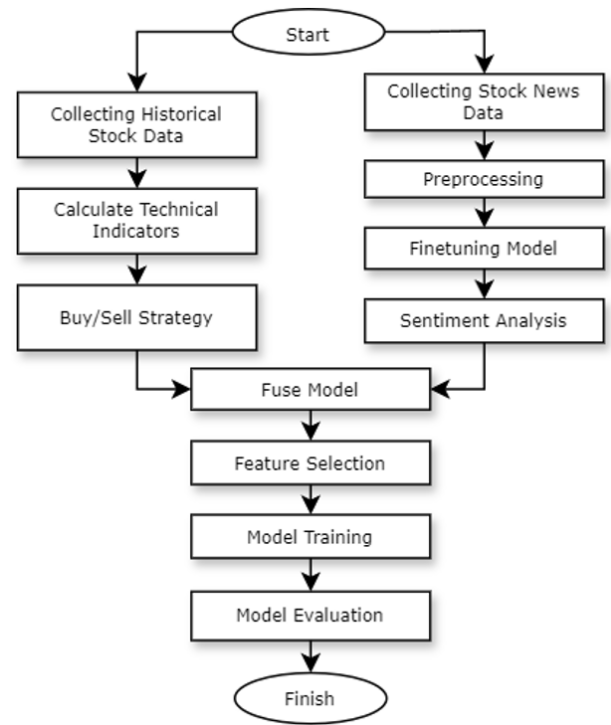 Start
Collecting Historical
Stock Data
Calculate Technical
Indicators
Buy/Sell Strategy
Collecting Stock News
Data
Preprocessing
Finetuning Model
Sentiment Analysis
Fuse Model
Feature Selection
Model Training
Model Evaluation
Finish